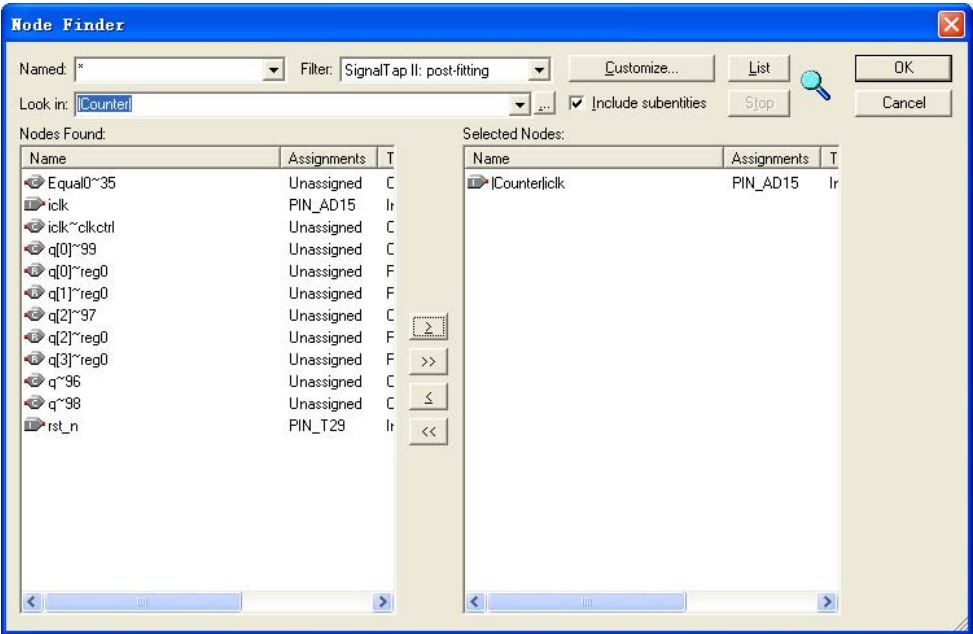 Node Finder
Named: * Filter: SignalTap II: post-fitting Customize... List OK
Look in: |Counter| ... Include subentities Stop Cancel
Nodes Found: Selected Nodes:
Name Assignments T Name Assignments T
Equal0~35 Unassigned C |Counter|iclk PIN_AD15 Ir
iclk PIN_AD15 Ir
iclk~clkctrl Unassigned C
q[0]~99 Unassigned C
q[0]~reg0 Unassigned F
q[1]~reg0 Unassigned F
q[2]~97 Unassigned C
q[2]~reg0 Unassigned F
q[3]~reg0 Unassigned F
q~96 Unassigned C
q~98 Unassigned C
rst_n PIN_T29 Ir
>
>>
<
<<